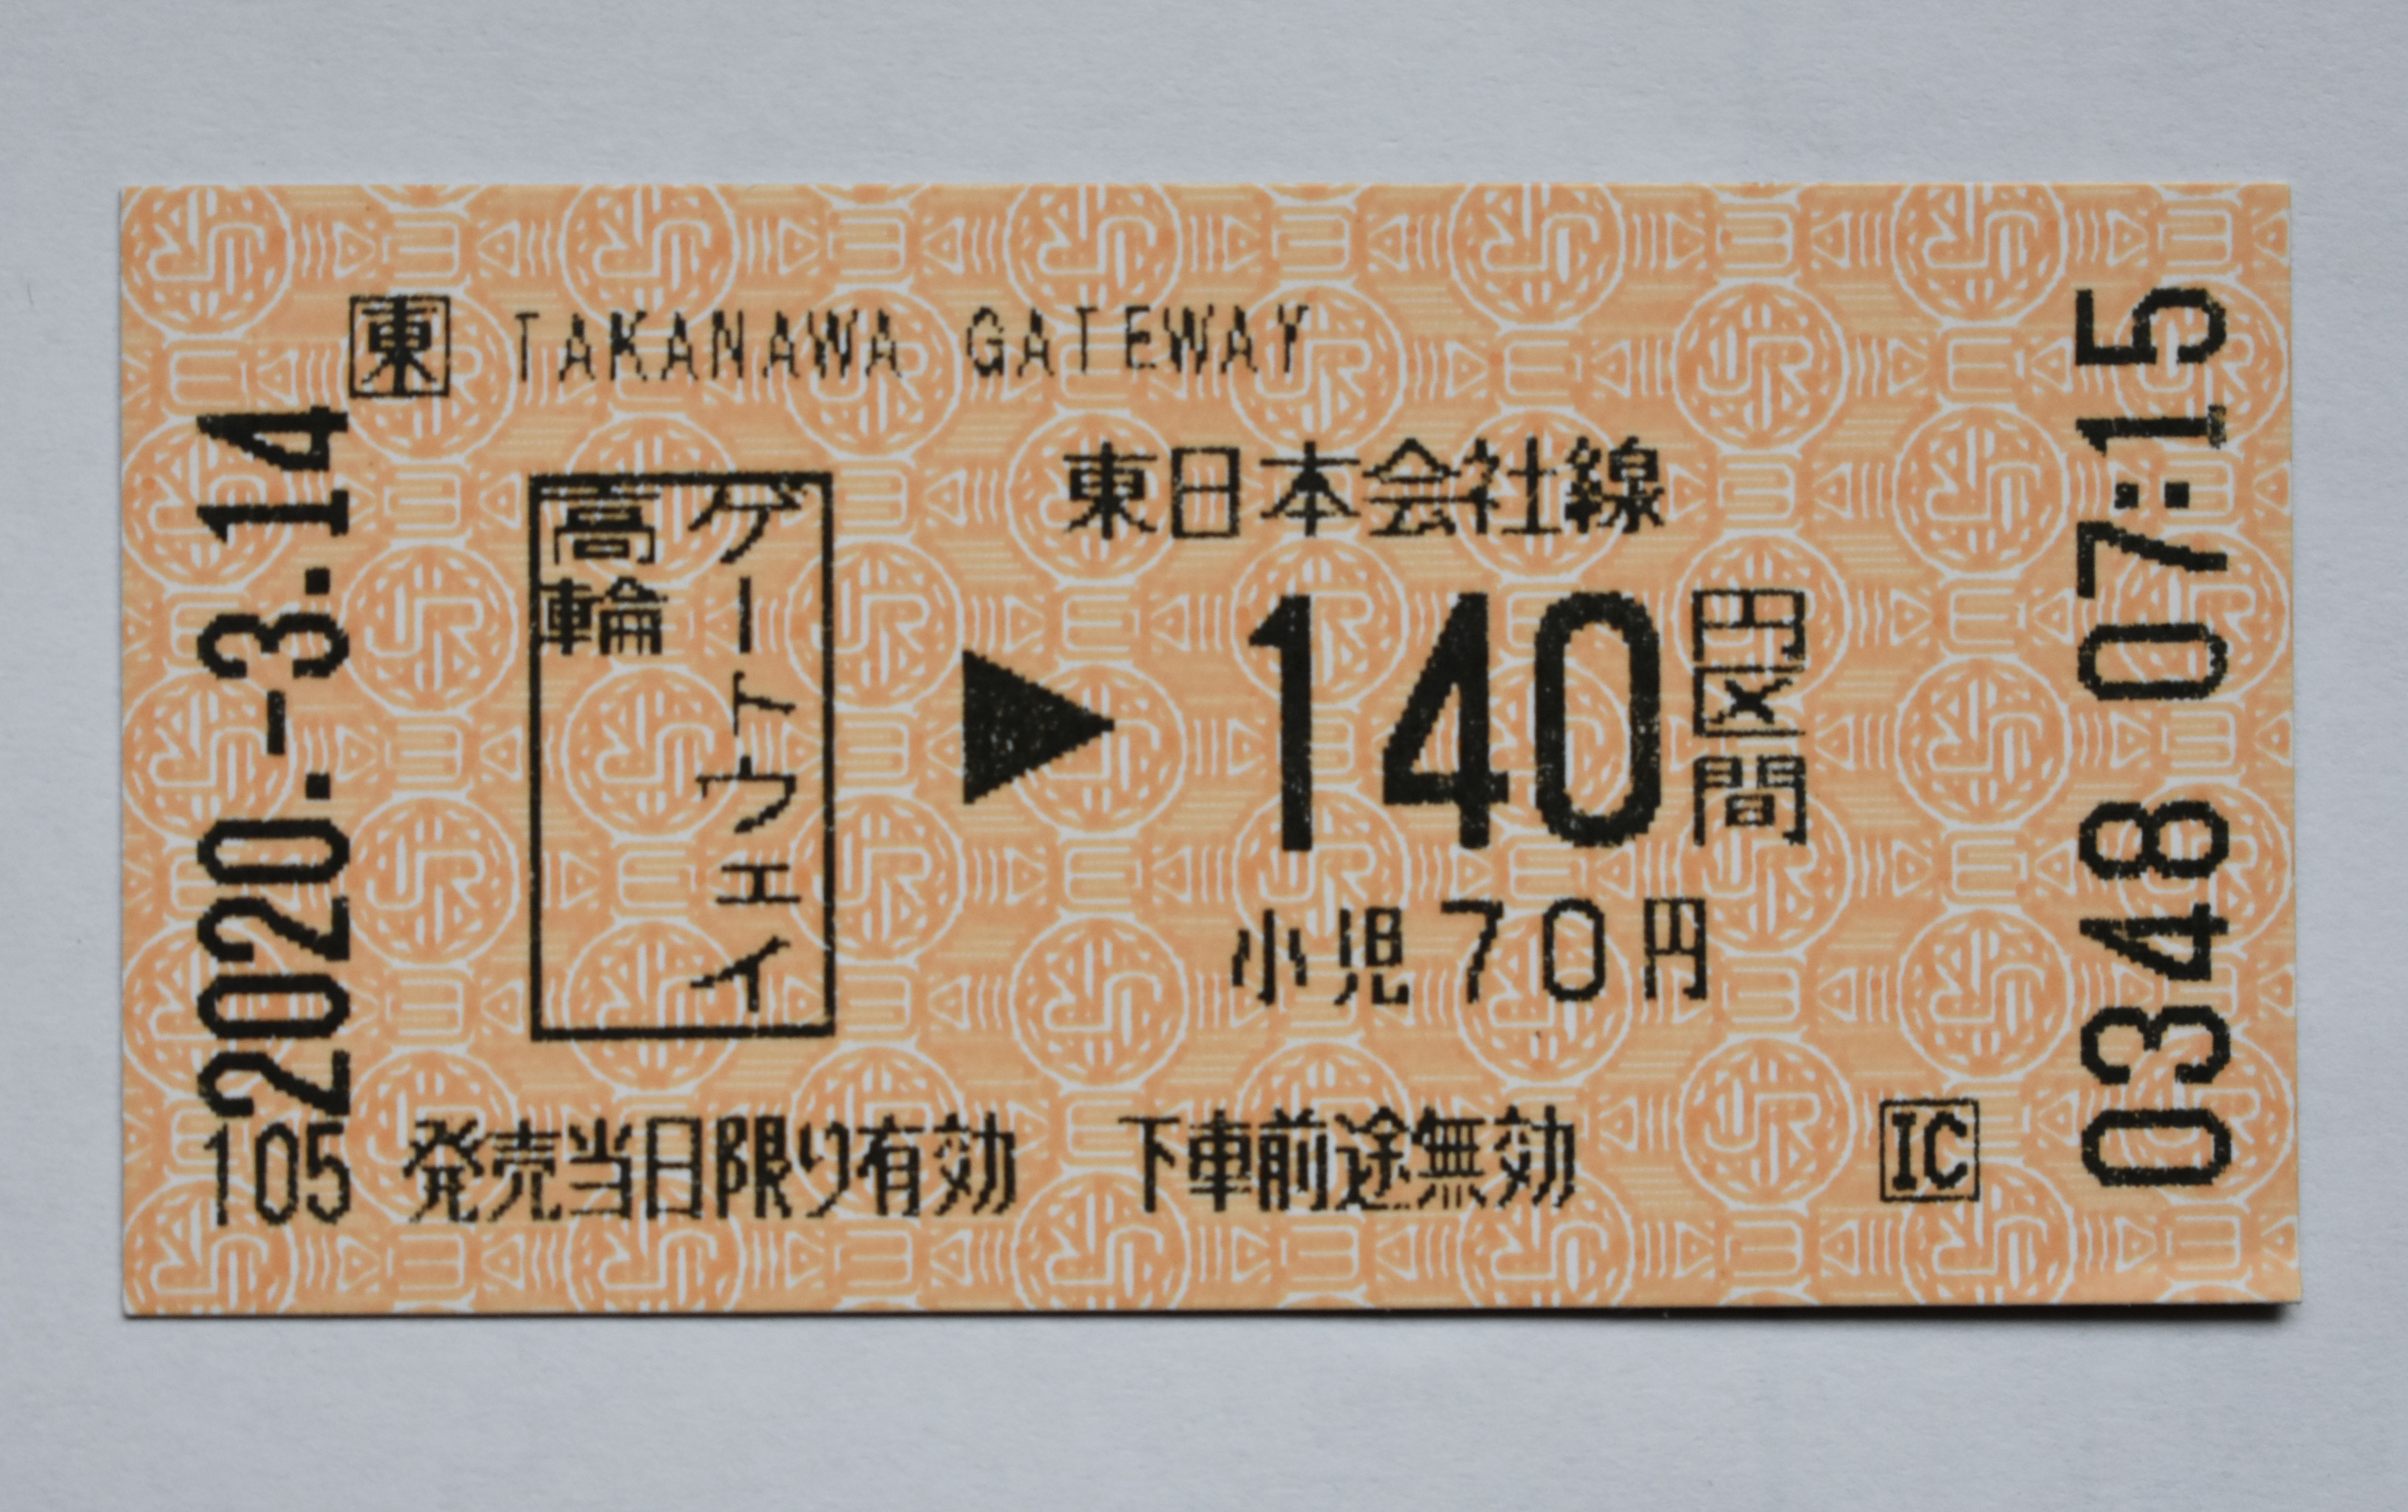 東 TAKANAWA GATEWAY
2020.-3.14
高輪
ゲートウェイ
▶
東日本会社線
140円区間
小児70円
105 発売当日限り有効 下車前途無効 IC
0348 07:15